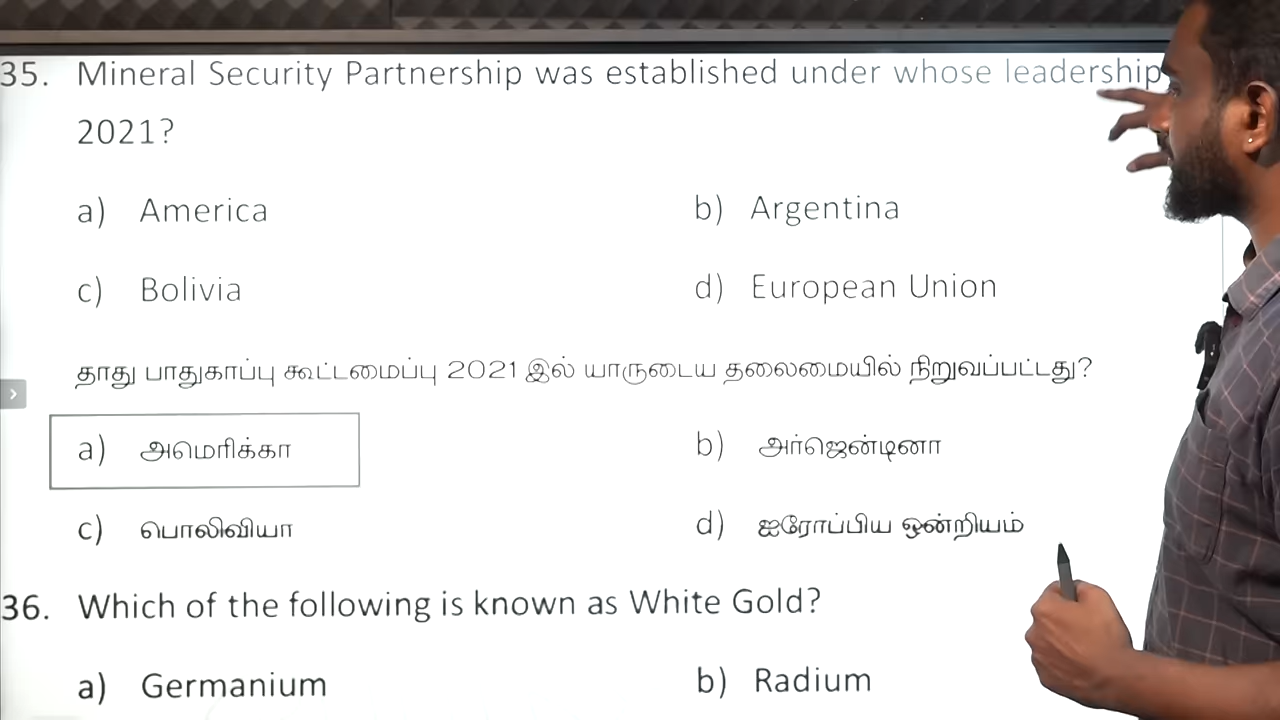 35. Mineral Security Partnership was established under whose leadership
2021?
a) America b) Argentina
c) Bolivia d) European Union
தாது பாதுகாப்பு கூட்டமைப்பு 2021 இல் யாருடைய தலைமையில் நிறுவப்பட்டது?
a) அமெரிக்கா b) அர்ஜென்டினா
c) பொலிவியா d) ஐரோப்பிய ஒன்றியம்
36. Which of the following is known as White Gold?
a) Germanium b) Radium